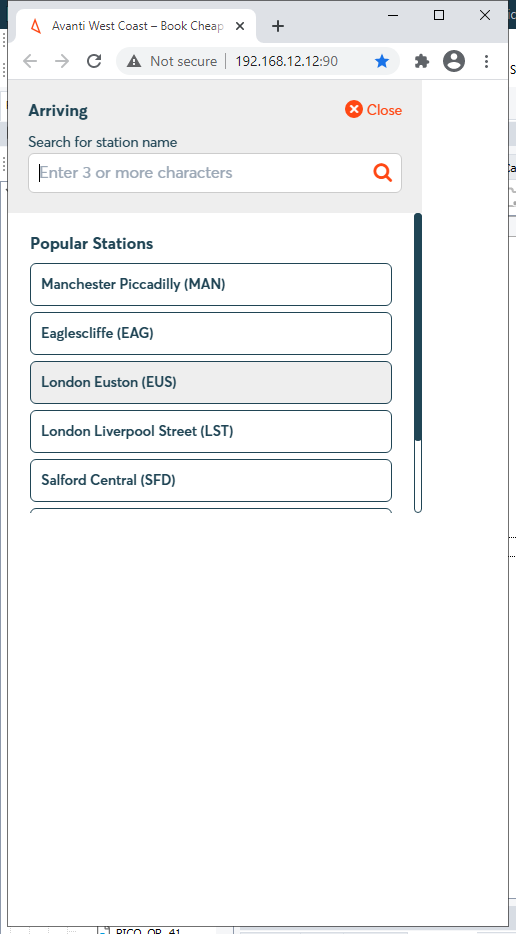 Avanti West Coast – Book Cheap
Not secure
192.168.12.12:90
Arriving
Close
Search for station name
Enter 3 or more characters
Popular Stations
Manchester Piccadilly (MAN)
Eaglescliffe (EAG)
London Euston (EUS)
London Liverpool Street (LST)
Salford Central (SFD)